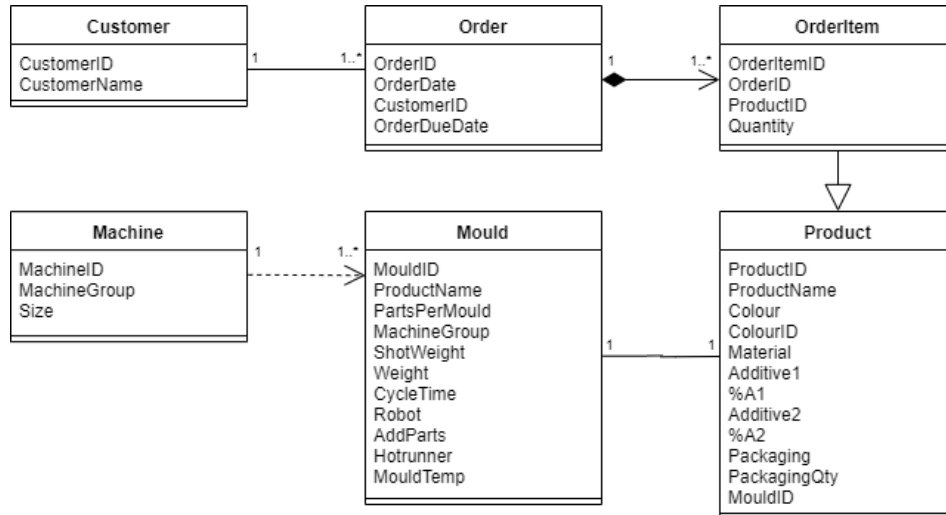 Customer
CustomerID
CustomerName
1
1..*
Order
OrderID
OrderDate
CustomerID
OrderDueDate
1
1..*
OrderItem
OrderItemID
OrderID
ProductID
Quantity
Machine
MachineID
MachineGroup
Size
1
1..*
Mould
MouldID
ProductName
PartsPerMould
MachineGroup
ShotWeight
Weight
CycleTime
Robot
AddParts
Hotrunner
MouldTemp
1
1
Product
ProductID
ProductName
Colour
ColourID
Material
Additive1
%A1
Additive2
%A2
Packaging
PackagingQty
MouldID